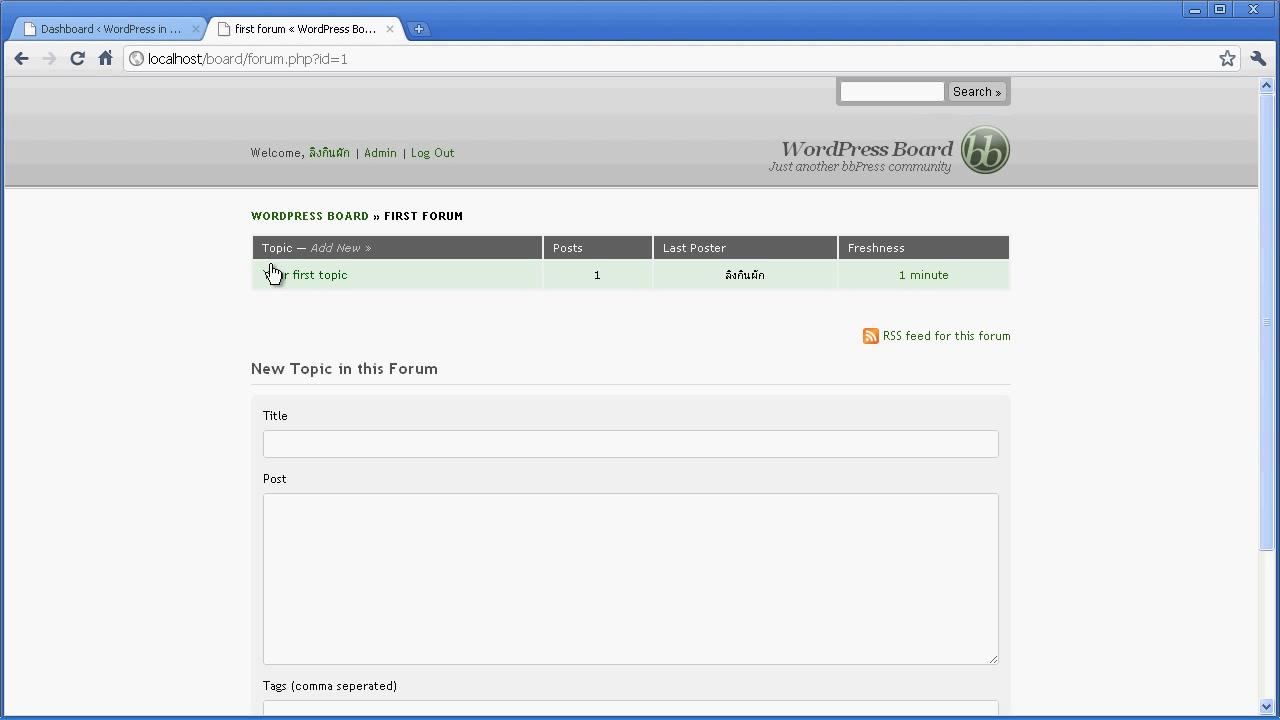 Dashboard ‹ WordPress in ...
first forum « WordPress Bo...
localhost/board/forum.php?id=1
Search »
Welcome, ลิงกินผัก | Admin | Log Out
WordPress Board
bb
Just another bbPress community
WORDPRESS BOARD » FIRST FORUM
Topic — Add New » Posts Last Poster Freshness
first topic 1 ลิงกินผัก 1 minute
RSS feed for this forum
New Topic in this Forum
Title
Post
Tags (comma seperated)